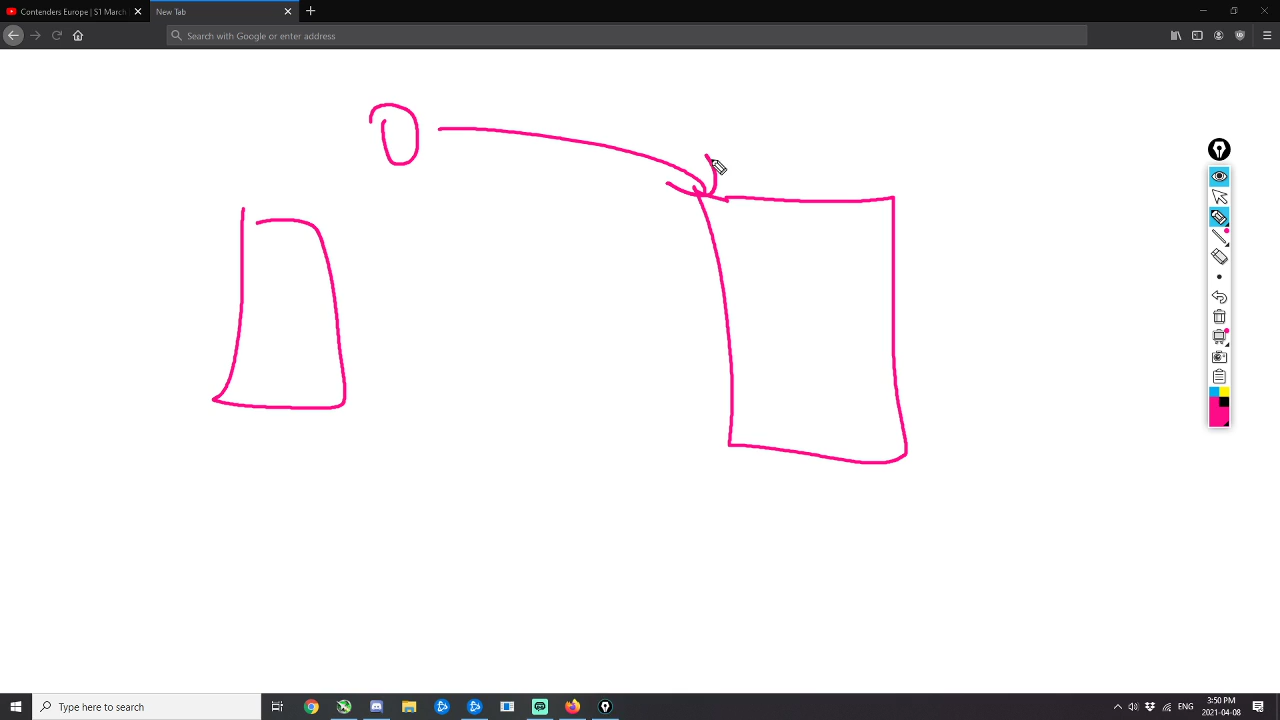 Contenders Europe | S1 March
New Tab
Search with Google or enter address
Type here to search
ENG
3:50 PM
2021-04-08